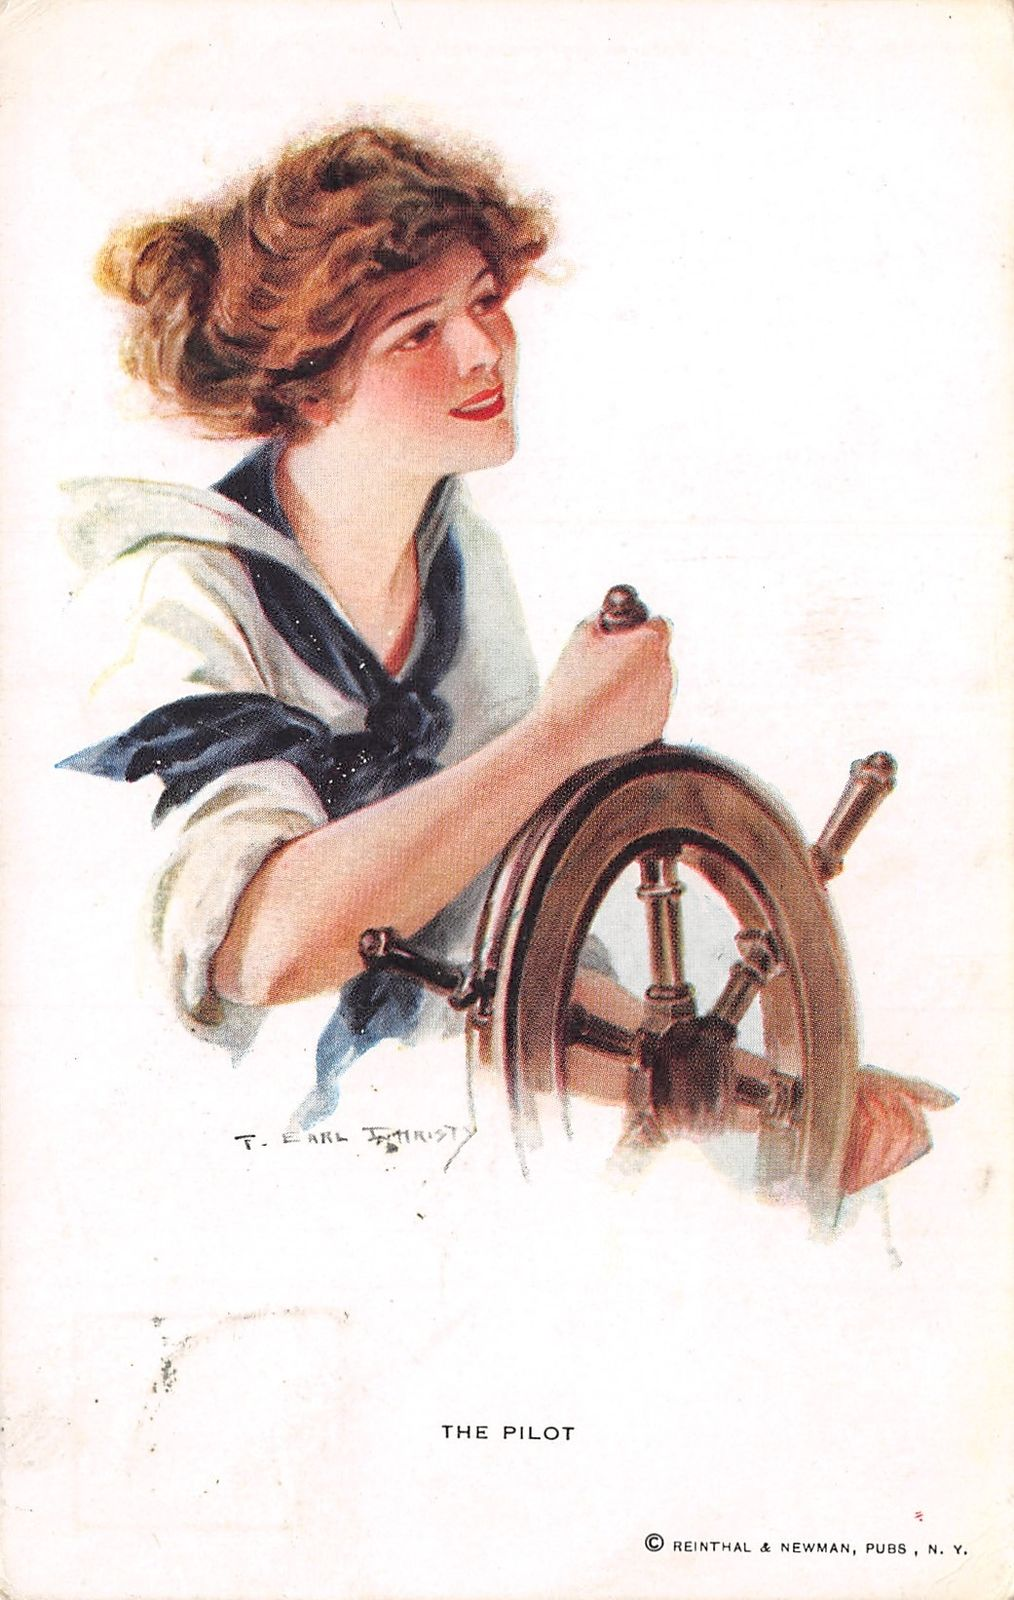 F. EARL CHRISTY
THE PILOT
© REINTHAL & NEWMAN, PUBS., N. Y.